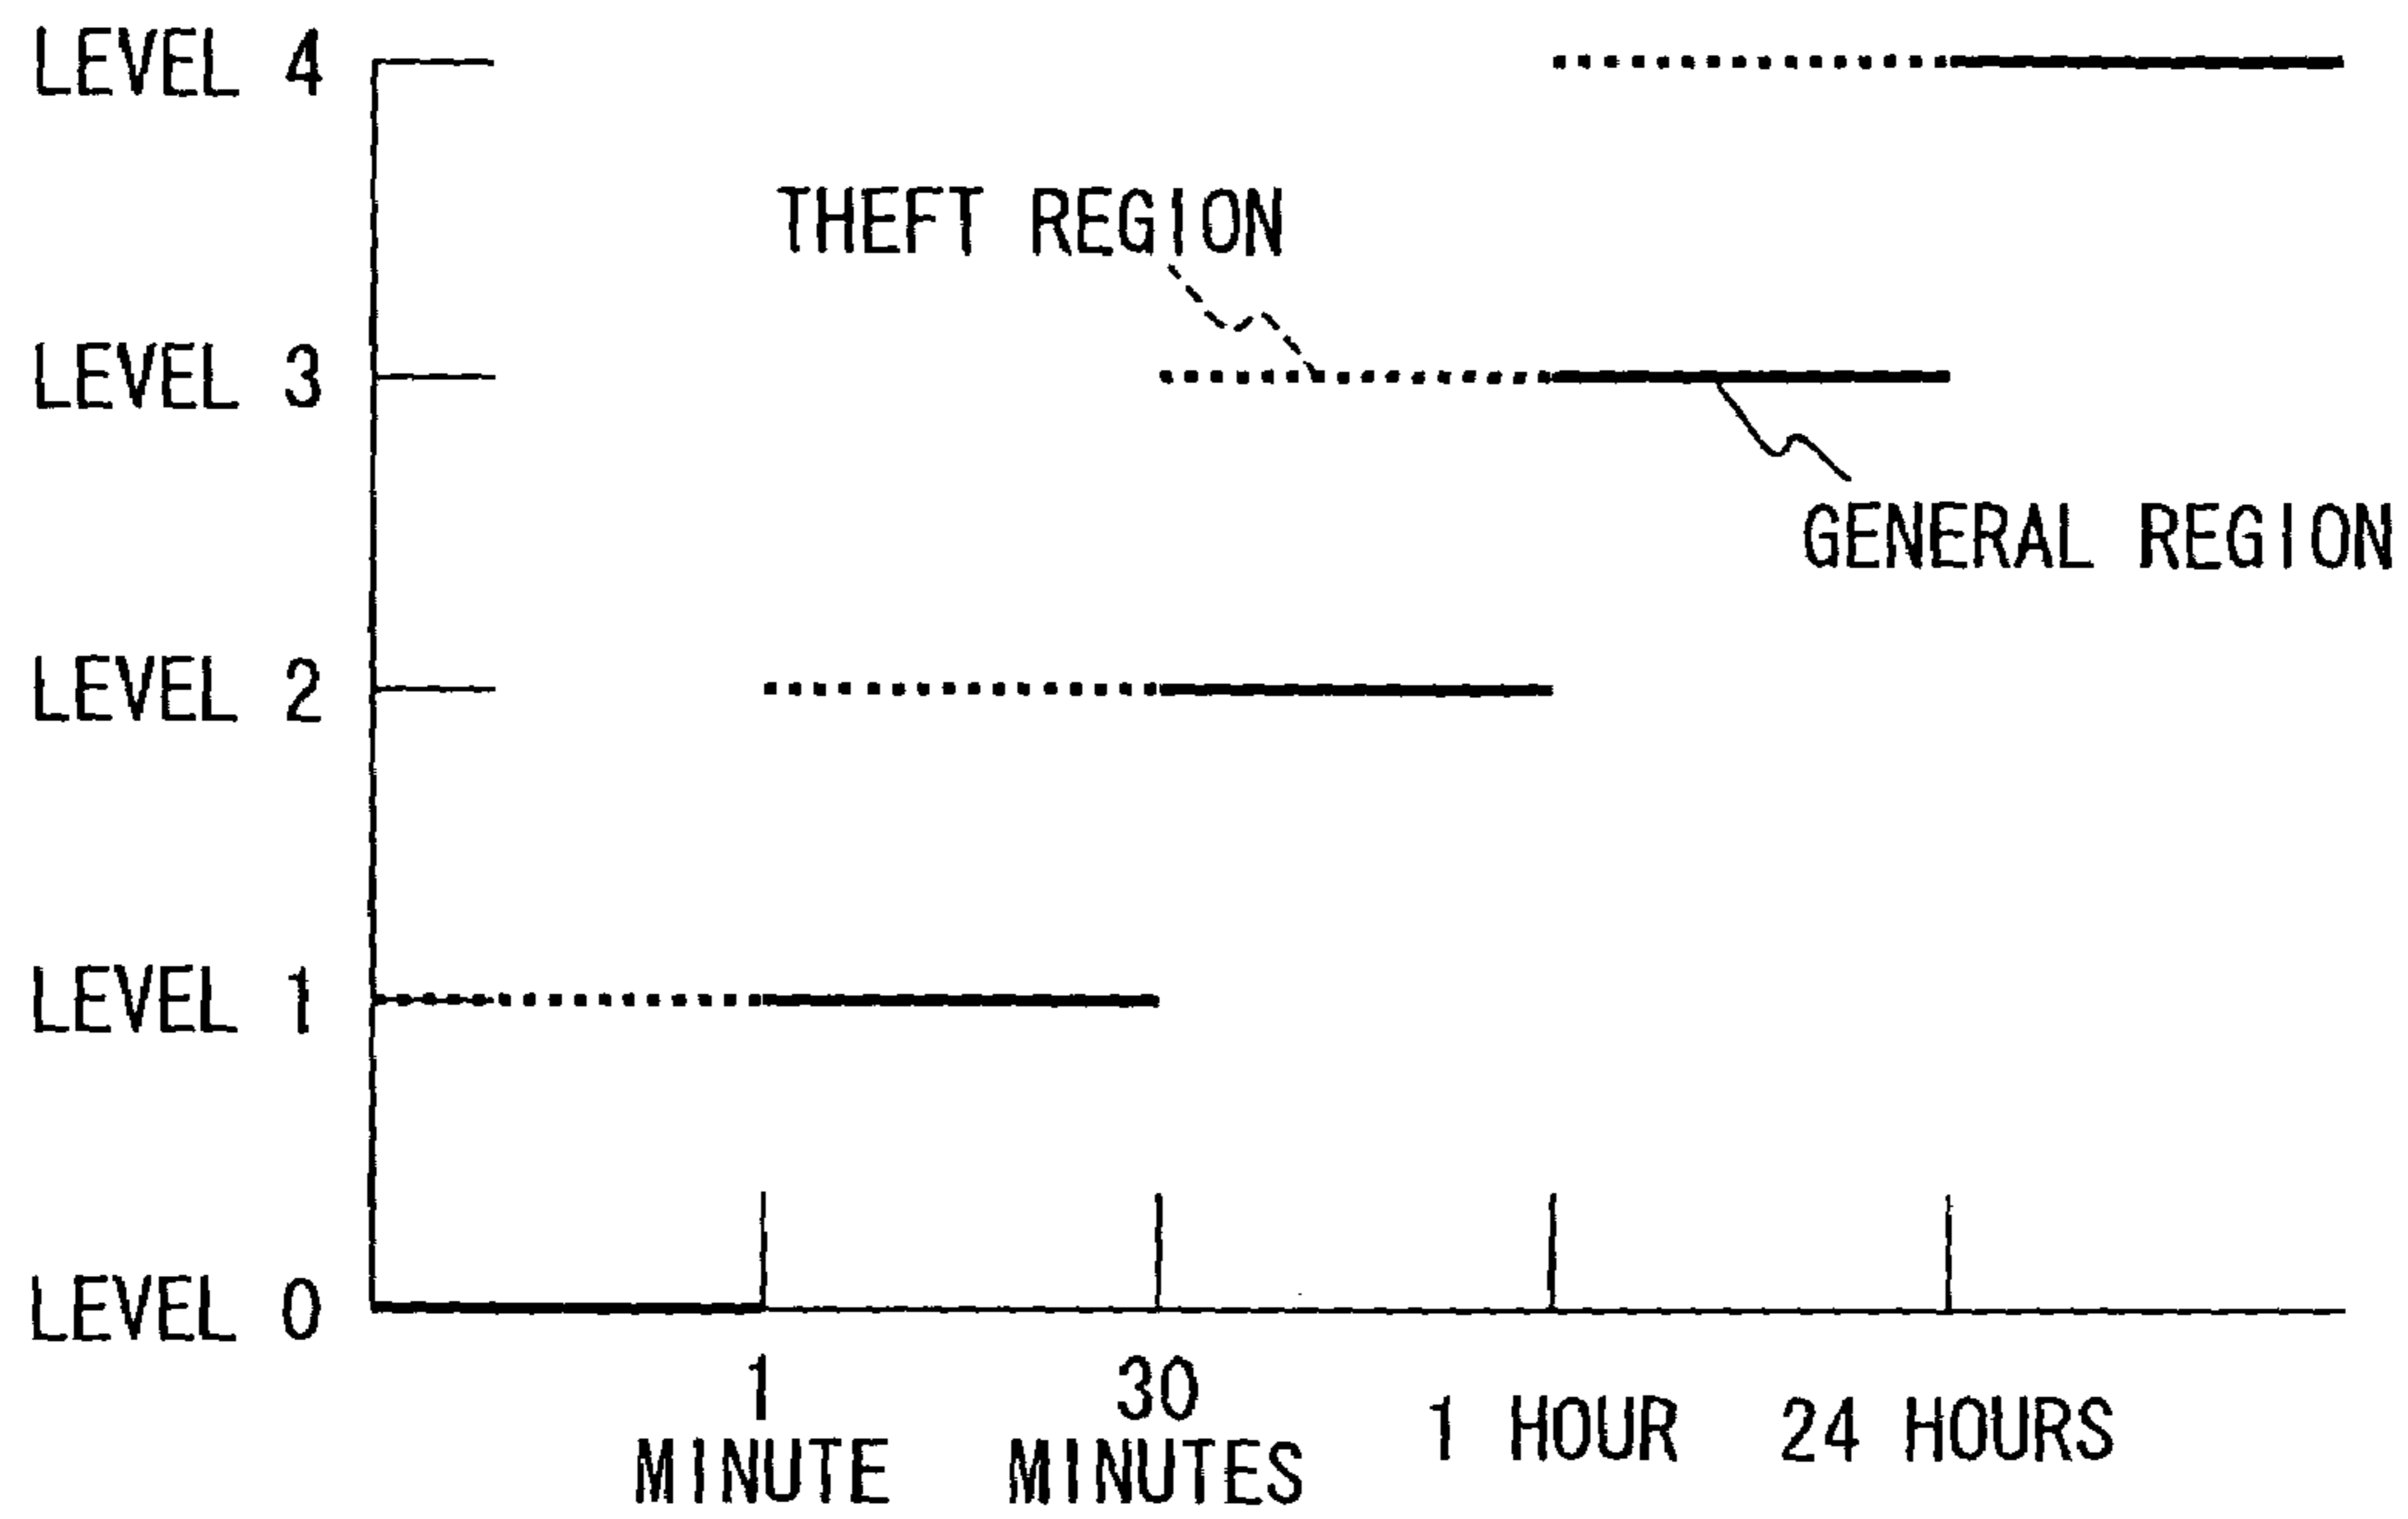 LEVEL 4
THEFT REGION
LEVEL 3
GENERAL REGION
LEVEL 2
LEVEL 1
LEVEL 0
1
MINUTE
30
MINUTES
1 HOUR
24 HOURS